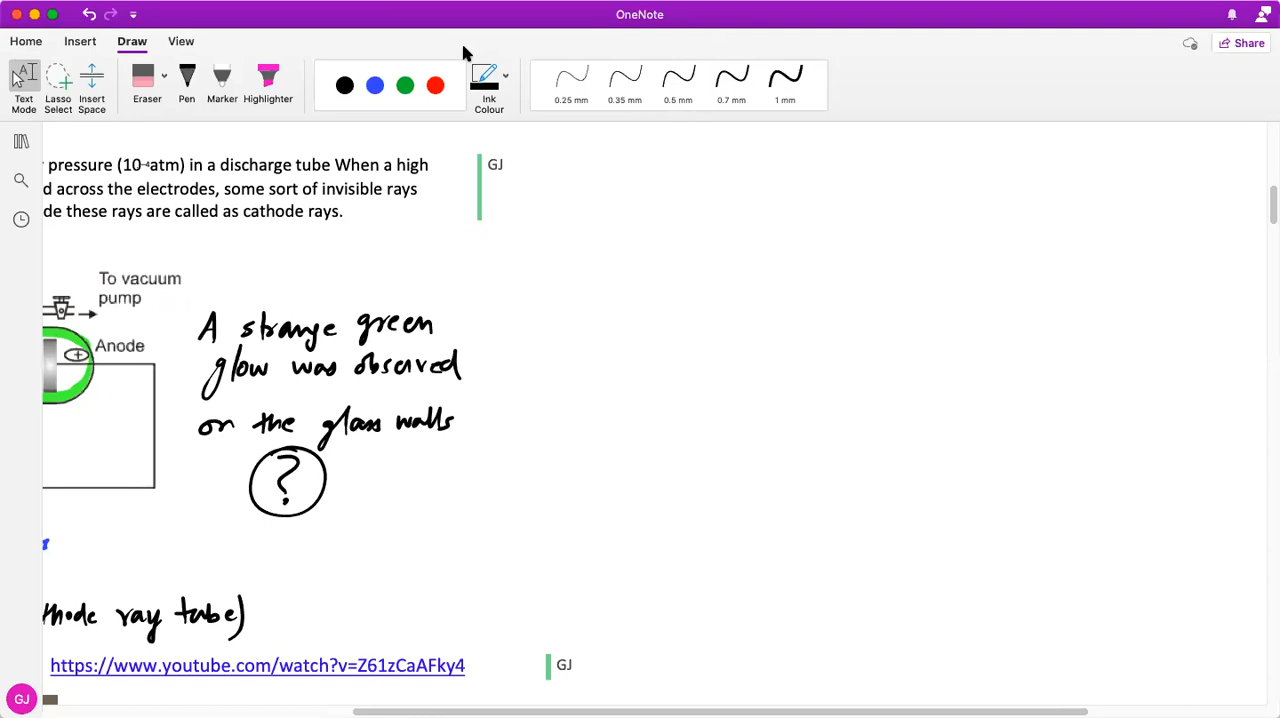 OneNote
Home Insert Draw View
Share
Text Mode
Lasso Select
Insert Space
Eraser
Pen
Marker
Highlighter
Ink Colour
0.25 mm
0.35 mm
0.5 mm
0.7 mm
1 mm
pressure (10⁻⁴atm) in a discharge tube When a high
GJ
d across the electrodes, some sort of invisible rays
de these rays are called as cathode rays.
To vacuum
pump
Anode
+
A strange green
glow was observed
on the glass walls
?
thode ray tube)
https://www.youtube.com/watch?v=Z61zCaAFky4
GJ
GJ